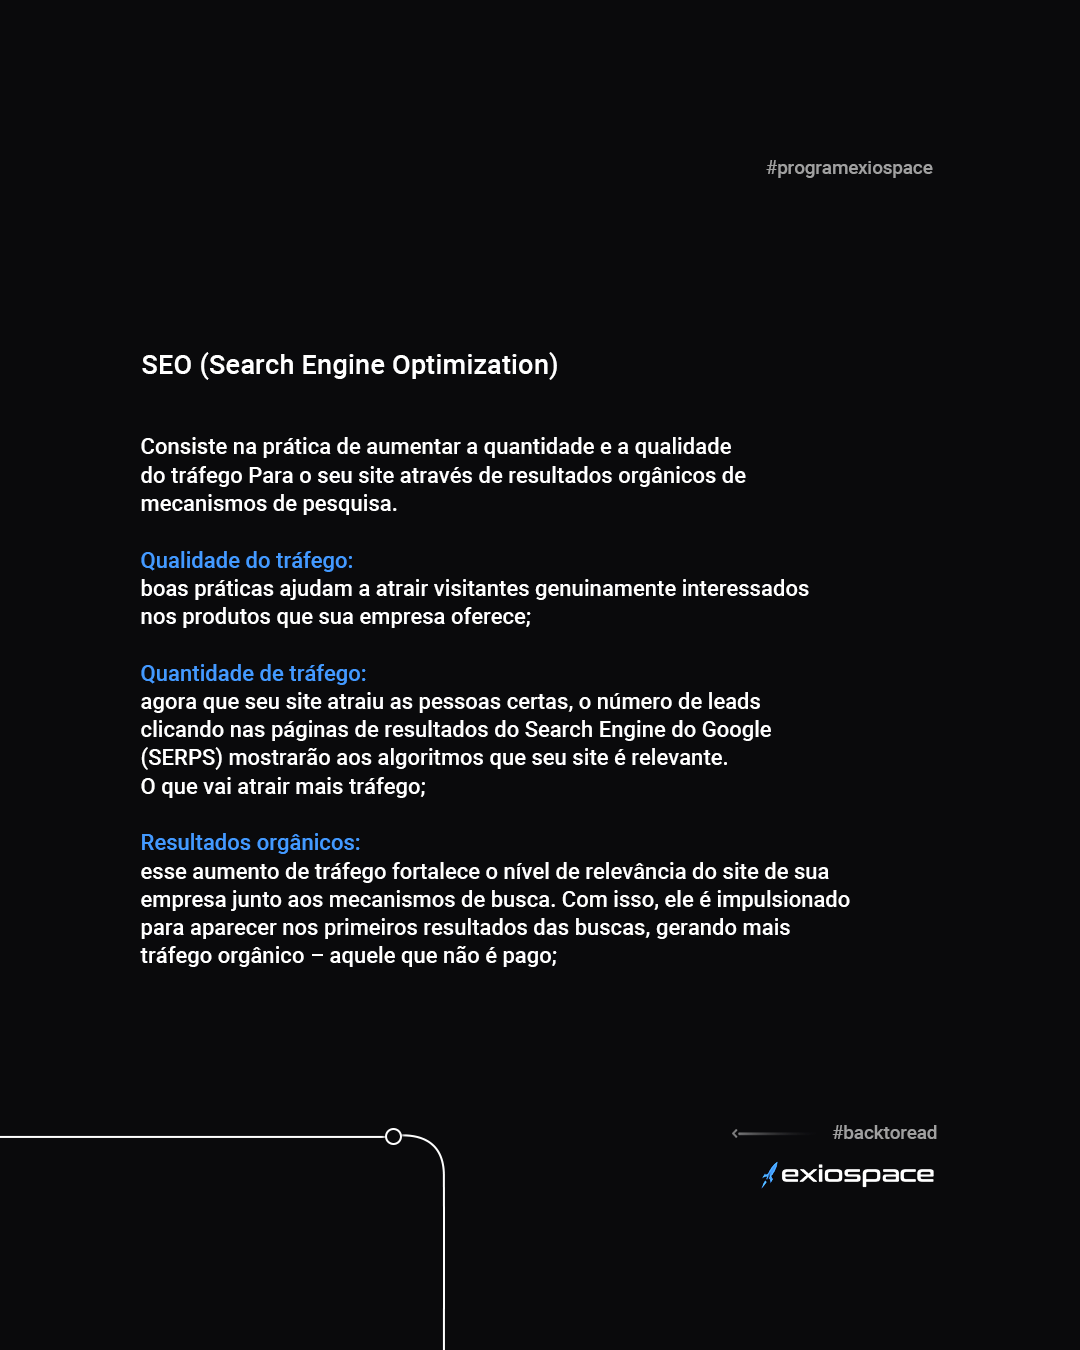 #programexiospace
SEO (Search Engine Optimization)
Consiste na prática de aumentar a quantidade e a qualidade
do tráfego Para o seu site através de resultados orgânicos de
mecanismos de pesquisa.
Qualidade do tráfego:
boas práticas ajudam a atrair visitantes genuinamente interessados
nos produtos que sua empresa oferece;
Quantidade de tráfego:
agora que seu site atraiu as pessoas certas, o número de leads
clicando nas páginas de resultados do Search Engine do Google
(SERPS) mostrarão aos algoritmos que seu site é relevante.
O que vai atrair mais tráfego;
Resultados orgânicos:
esse aumento de tráfego fortalece o nível de relevância do site de sua
empresa junto aos mecanismos de busca. Com isso, ele é impulsionado
para aparecer nos primeiros resultados das buscas, gerando mais
tráfego orgânico – aquele que não é pago;
#backtoread
exiospace